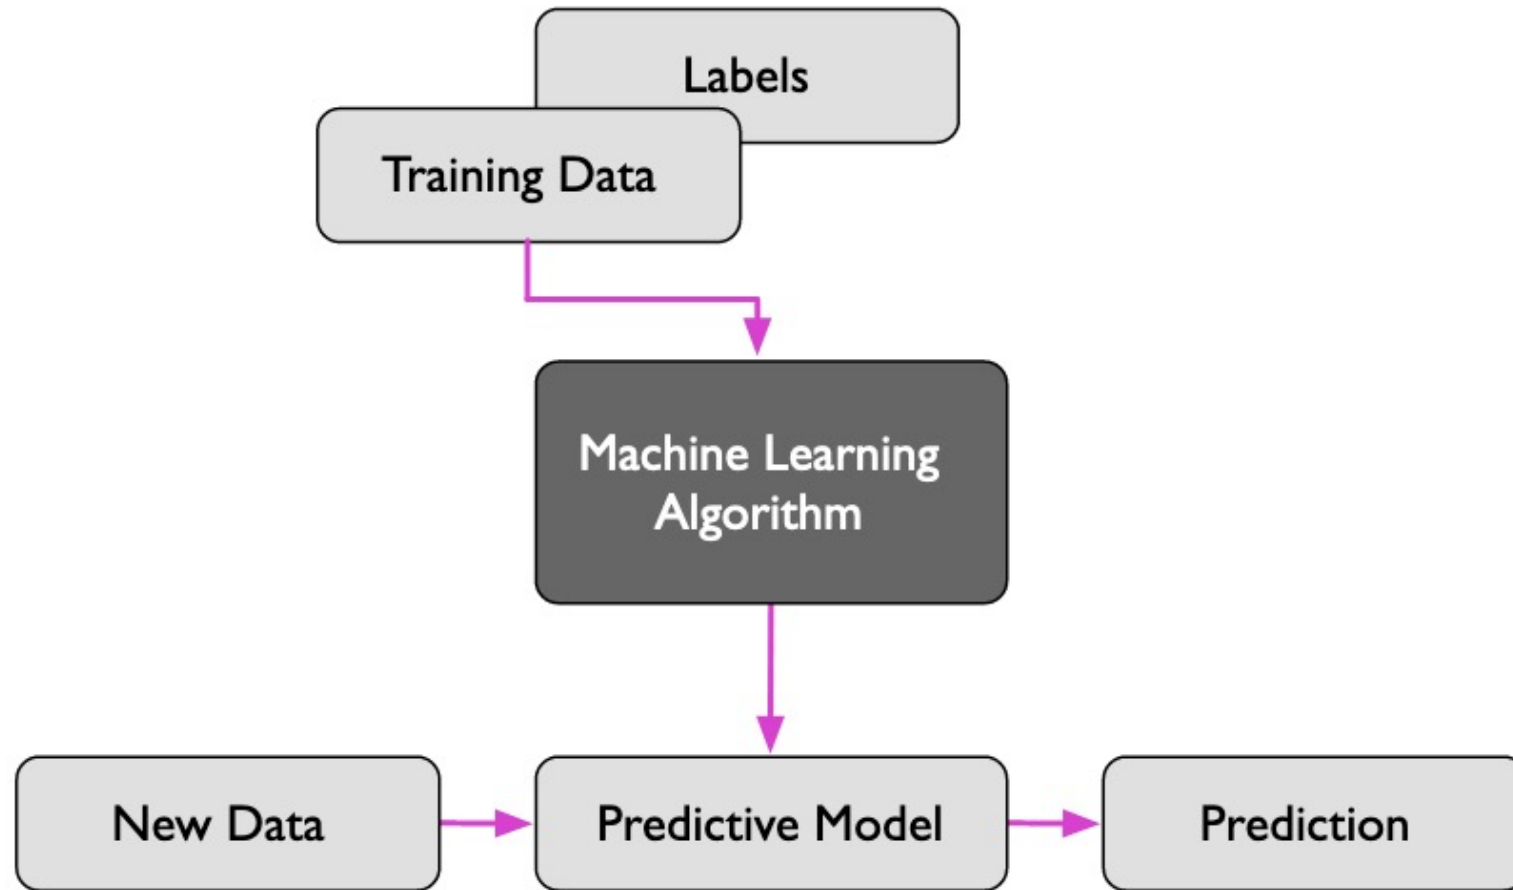 Labels
Training Data
Machine Learning
Algorithm
New Data
Predictive Model
Prediction